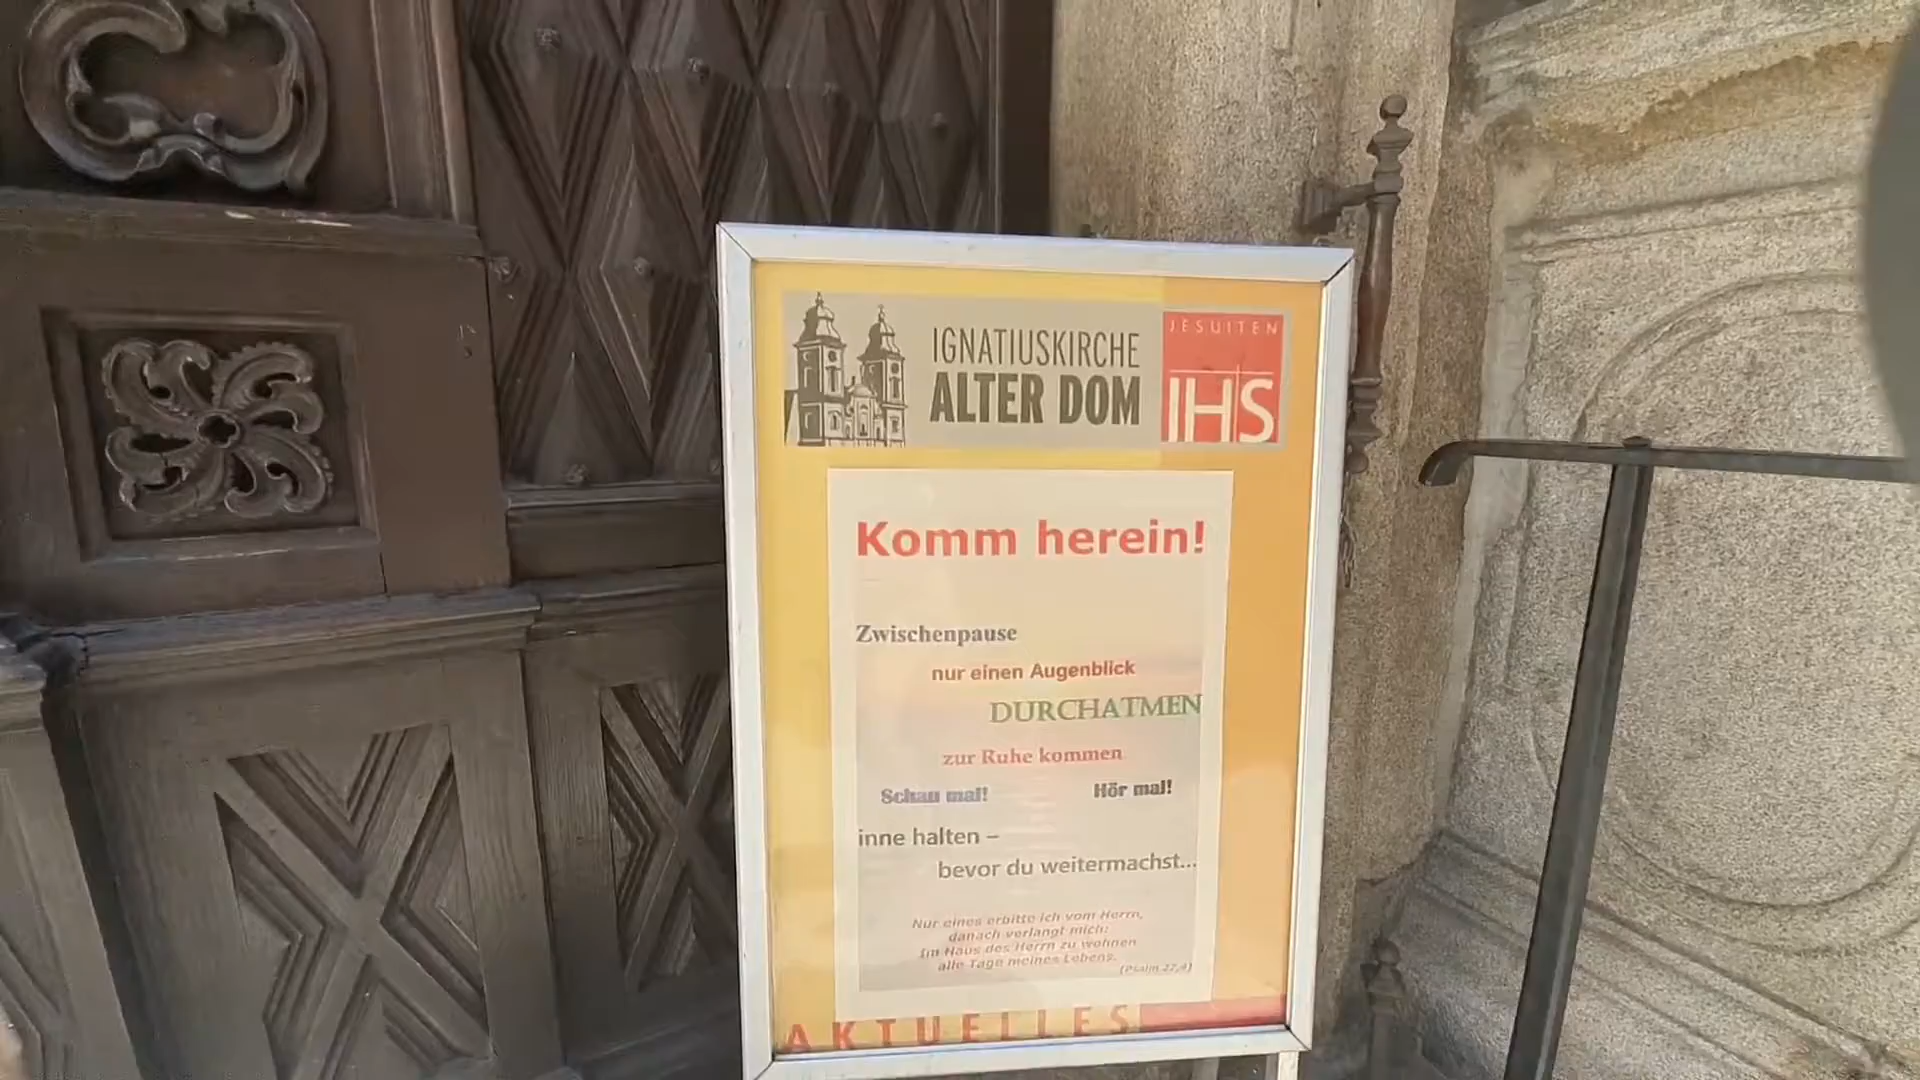 IGNATIUSKIRCHE
ALTER DOM
JESUITEN
IHS
Komm herein!
Zwischenpause
nur einen Augenblick
DURCHATMEN
zur Ruhe kommen
Schau mal! Hör mal!
inne halten –
bevor du weitermachst...
Nur eines erbitte ich vom Herrn,
danach verlangt mich:
Im Haus des Herrn zu wohnen
alle Tage meines Lebens.
(Psalm 27,4)
AKTUELLES